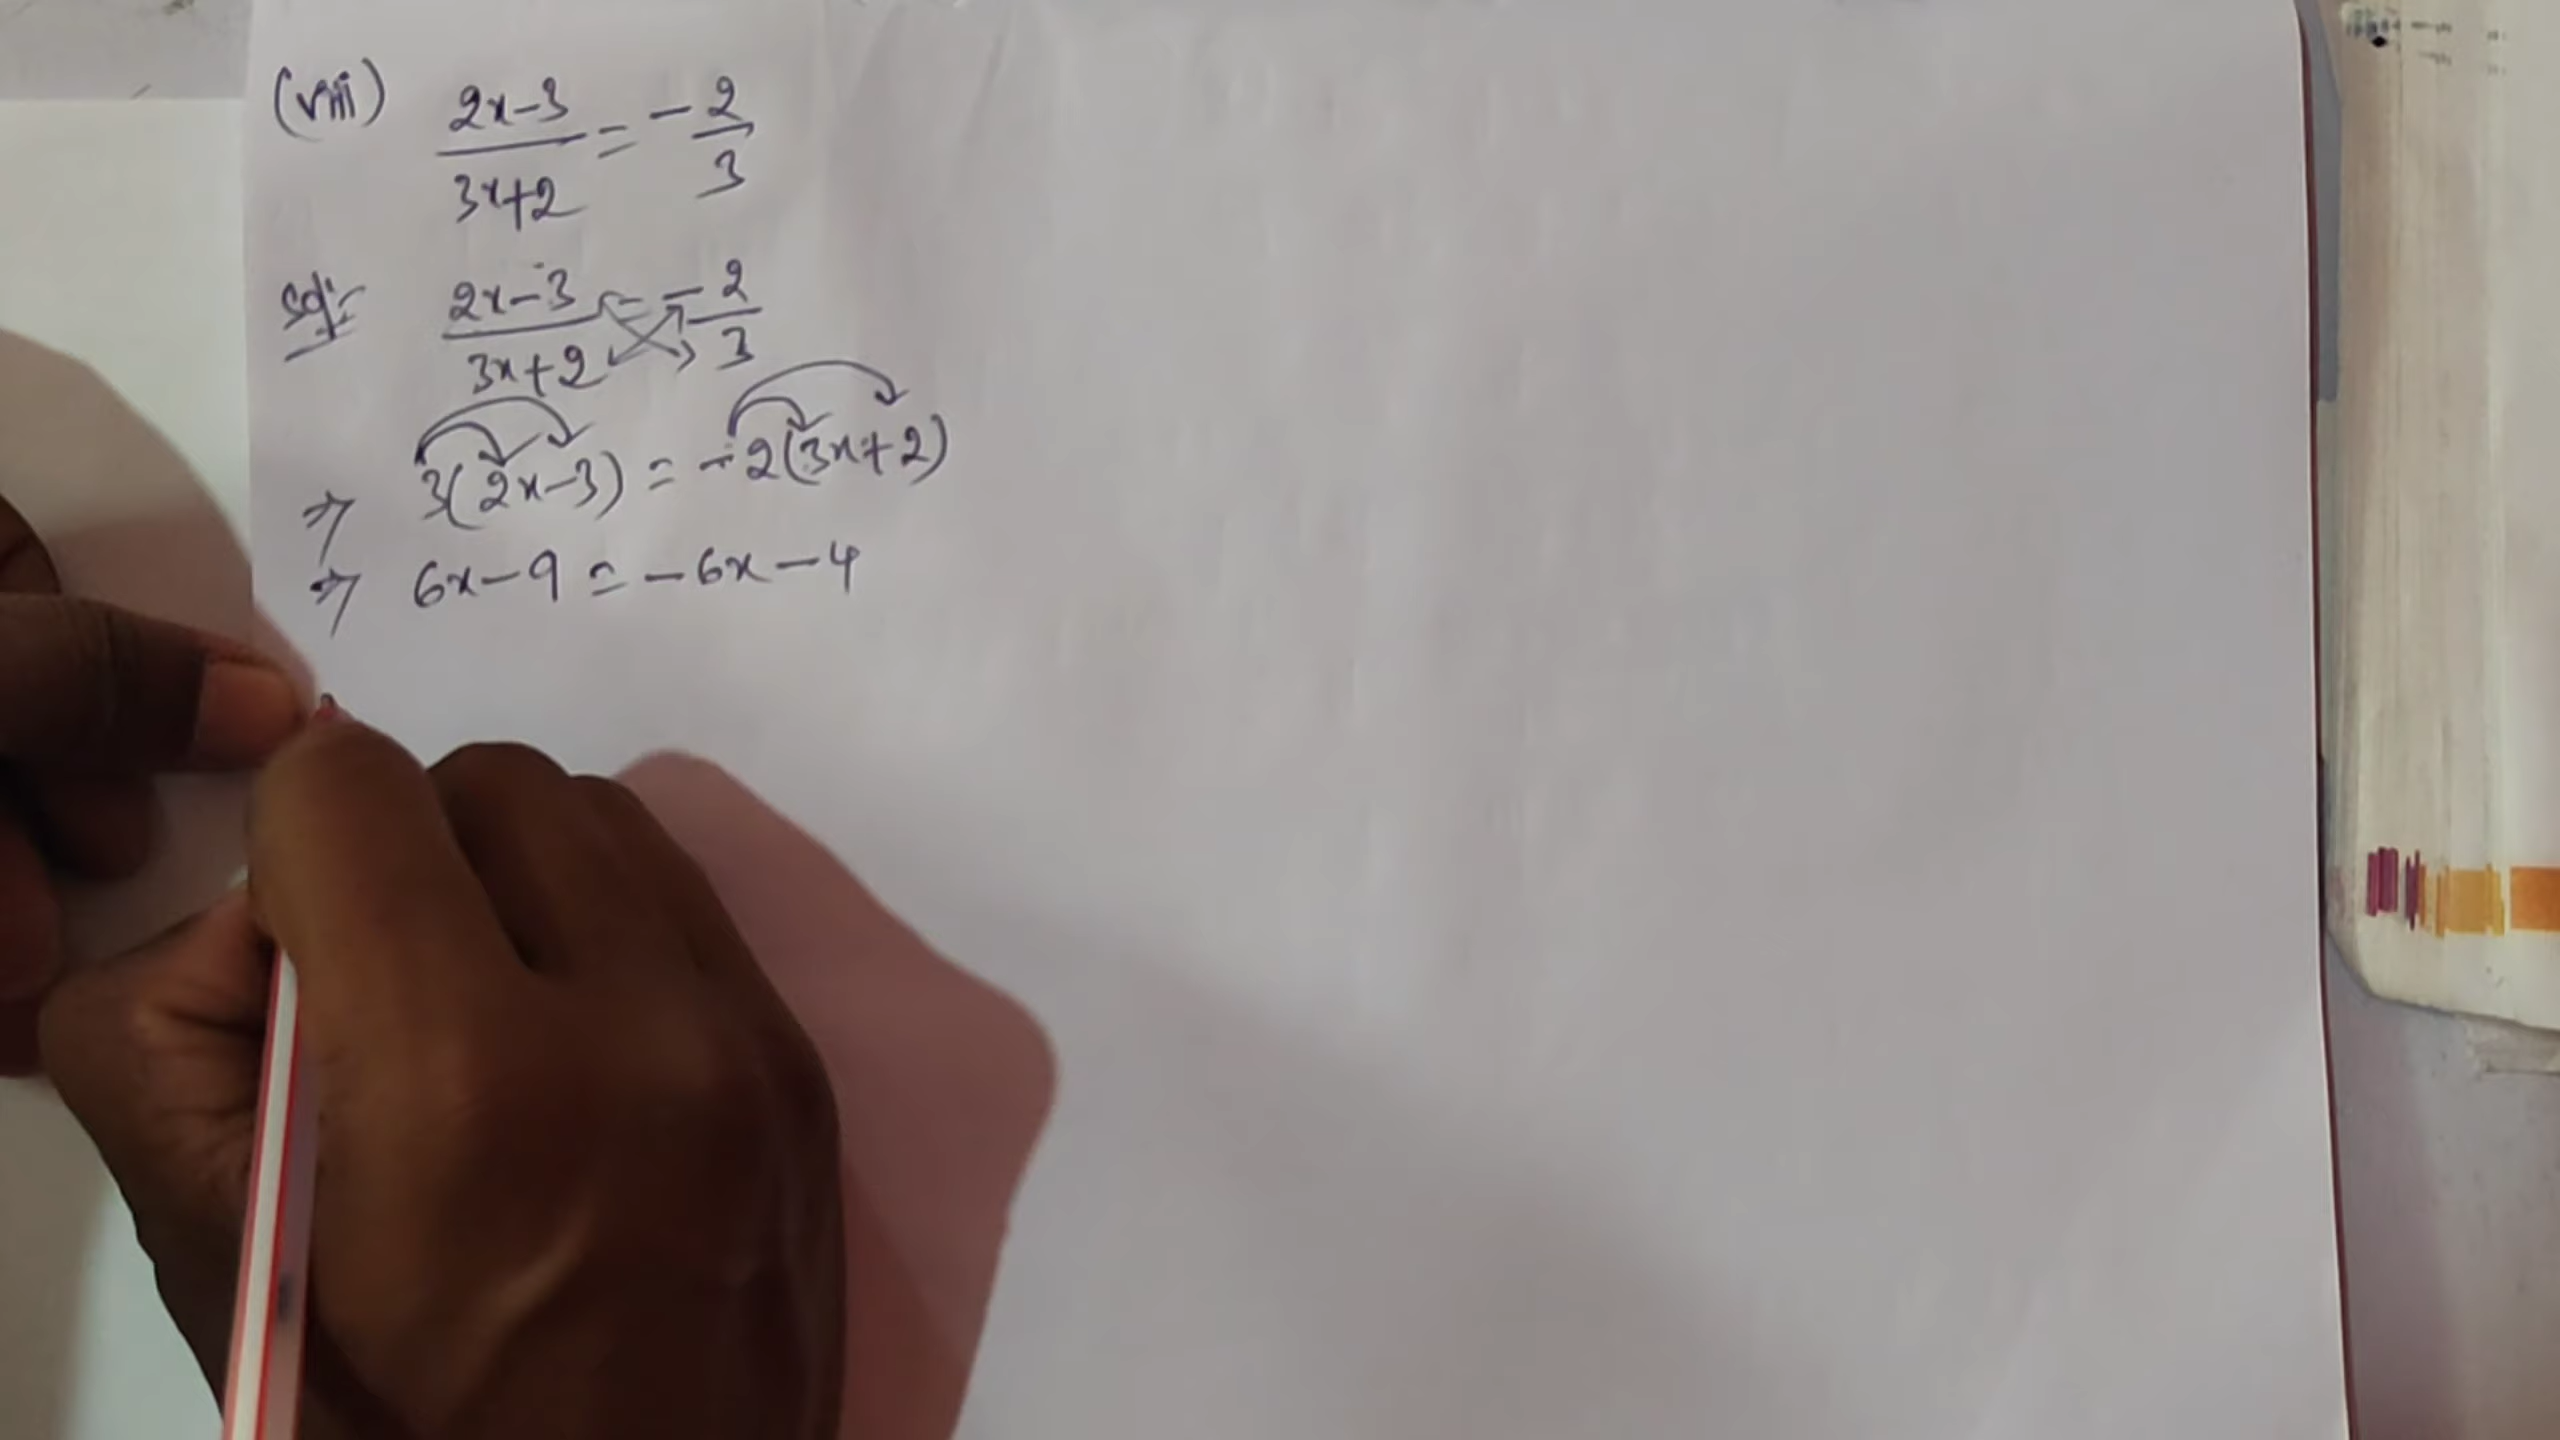 (viii) 2x-3/3x+2 = -2/3
Sol:- 2x-3/3x+2 = -2/3
⇒ 3(2x-3) = -2(3x+2)
⇒ 6x-9 = -6x-4